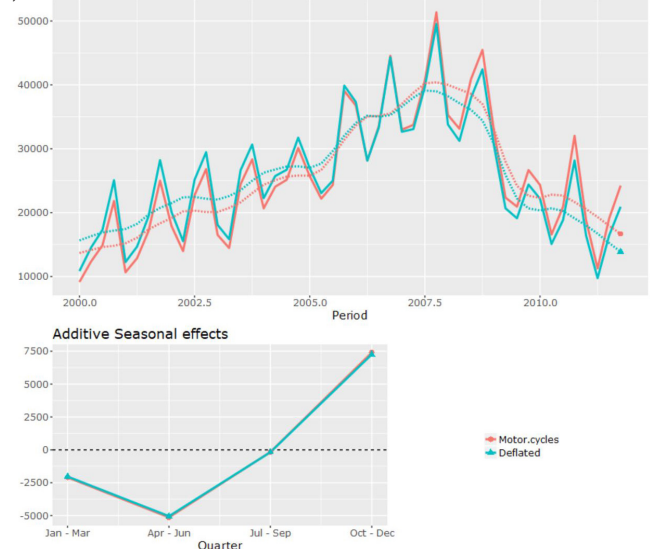 50000
40000
30000
20000
10000
2000.0 2002.5 2005.0 2007.5 2010.0
Period
Additive Seasonal effects
7500
5000
2500
0
-2500
-5000
Jan - Mar Apr - Jun Jul - Sep Oct - Dec
Quarter
Motor.cycles
Deflated